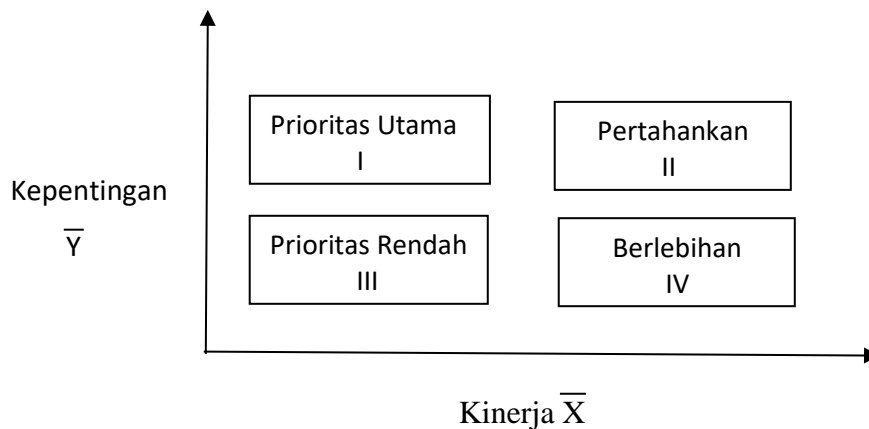 Prioritas Utama
I
Pertahankan
II
Kepentingan
Y̅
Prioritas Rendah
III
Berlebihan
IV
Kinerja X̅